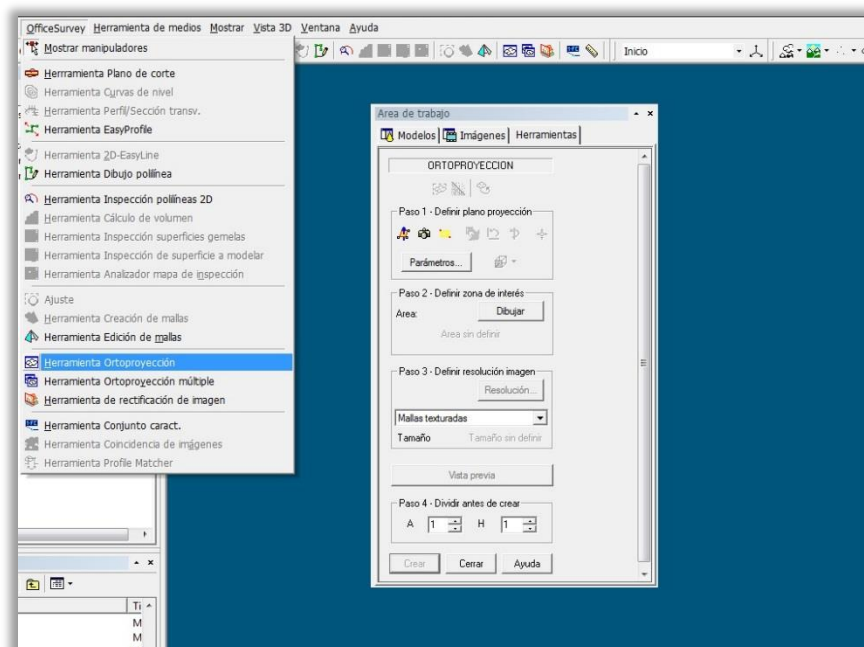 OfficeSurvey Herramienta de medios Mostrar Vista 3D Ventana Ayuda
Mostrar manipuladores
Inicio
Herrramienta Plano de corte
Herramienta Curvas de nivel
Herramienta Perfil/Sección transv.
Herramienta EasyProfile
Herramienta 2D-EasyLine
Herramienta Dibujo polilínea
Herramienta Inspección polilíneas 2D
Herramienta Cálculo de volumen
Herramienta Inspección superficies gemelas
Herramienta Inspección de superficie a modelar
Herramienta Analizador mapa de inspección
Ajuste
Herramienta Creación de mallas
Herramienta Edición de mallas
Herramienta Ortoproyección
Herramienta Ortoproyección múltiple
Herramienta de rectificación de imagen
Herramienta Conjunto caract.
Herramienta Coincidencia de imágenes
Herramienta Profile Matcher
Ti
M
M
Area de trabajo
Modelos Imágenes Herramientas
ORTOPROYECCION
Paso 1 - Definir plano proyección
Parámetros...
Paso 2 - Definir zona de interés
Area: Dibujar
Area sin definir
Paso 3 - Definir resolución imagen
Resolución...
Mallas texturadas
Tamaño Tamaño sin definir
Vista previa
Paso 4 - Dividir antes de crear
A 1 H 1
Crear Cerrar Ayuda